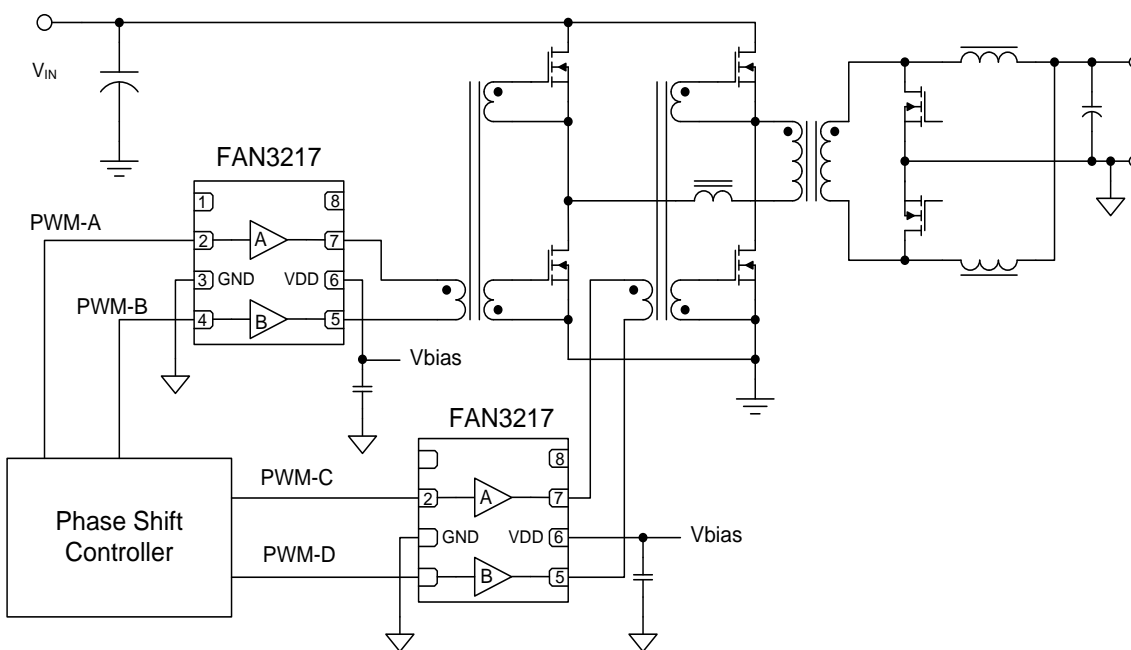 VIN
FAN3217
1
8
PWM-A
2
A
7
3
GND
VDD
6
PWM-B
4
B
5
Vbias
FAN3217
8
PWM-C
2
A
7
Phase Shift
Controller
GND
VDD
6
Vbias
PWM-D
B
5